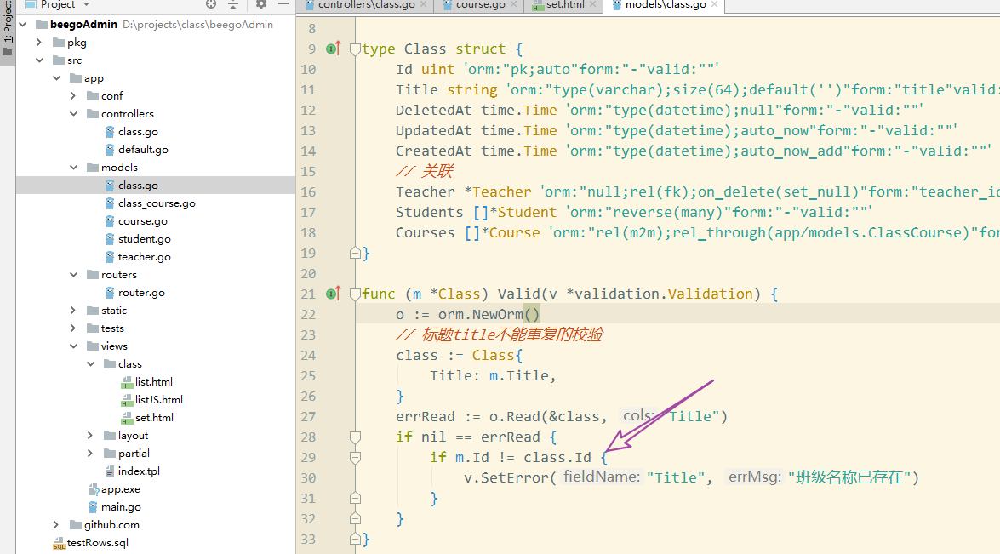 1: Project
Project
beegoAdmin D:\projects\class\beegoAdmin
pkg
src
app
conf
controllers
class.go
default.go
models
class.go
class_course.go
course.go
student.go
teacher.go
routers
router.go
static
tests
views
class
list.html
listJS.html
set.html
layout
partial
index.tpl
app.exe
main.go
github.com
testRows.sql
controllers\class.go
course.go
set.html
models\class.go
8
9 type Class struct {
10 Id uint 'orm:"pk;auto"form:"-"valid:""'
11 Title string 'orm:"type(varchar);size(64);default('')"form:"title"valid:
12 DeletedAt time.Time 'orm:"type(datetime);null"form:"-"valid:""'
13 UpdatedAt time.Time 'orm:"type(datetime);auto_now"form:"-"valid:""'
14 CreatedAt time.Time 'orm:"type(datetime);auto_now_add"form:"-"valid:""'
15 // 关联
16 Teacher *Teacher 'orm:"null;rel(fk);on_delete(set_null)"form:"teacher_id
17 Students []*Student 'orm:"reverse(many)"form:"-"valid:""'
18 Courses []*Course 'orm:"rel(m2m);rel_through(app/models.ClassCourse)"for
19 }
20
21 func (m *Class) Valid(v *validation.Validation) {
22 o := orm.NewOrm()
23 // 标题title不能重复的校验
24 class := Class{
25 Title: m.Title,
26 }
27 errRead := o.Read(&class, cols: "Title")
28 if nil == errRead {
29 if m.Id != class.Id {
30 v.SetError( fieldName: "Title", errMsg: "班级名称已存在")
31 }
32 }
33 }